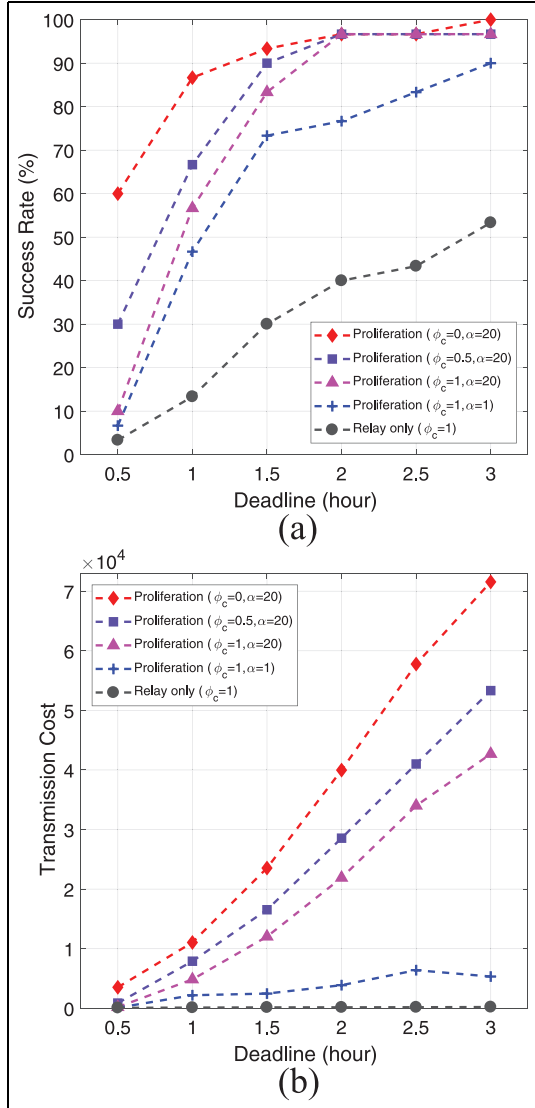 100
90
80
70
60
50
40
30
20
10
0
Success Rate (%)
Proliferation (ϕc=0,α=20)
Proliferation (ϕc=0.5,α=20)
Proliferation (ϕc=1,α=20)
Proliferation (ϕc=1,α=1)
Relay only (ϕc=1)
0.5 1 1.5 2 2.5 3
Deadline (hour)
(a)
×10^4
7
6
5
4
3
2
1
0
Transmission Cost
Proliferation (ϕc=0,α=20)
Proliferation (ϕc=0.5,α=20)
Proliferation (ϕc=1,α=20)
Proliferation (ϕc=1,α=1)
Relay only (ϕc=1)
0.5 1 1.5 2 2.5 3
Deadline (hour)
(b)